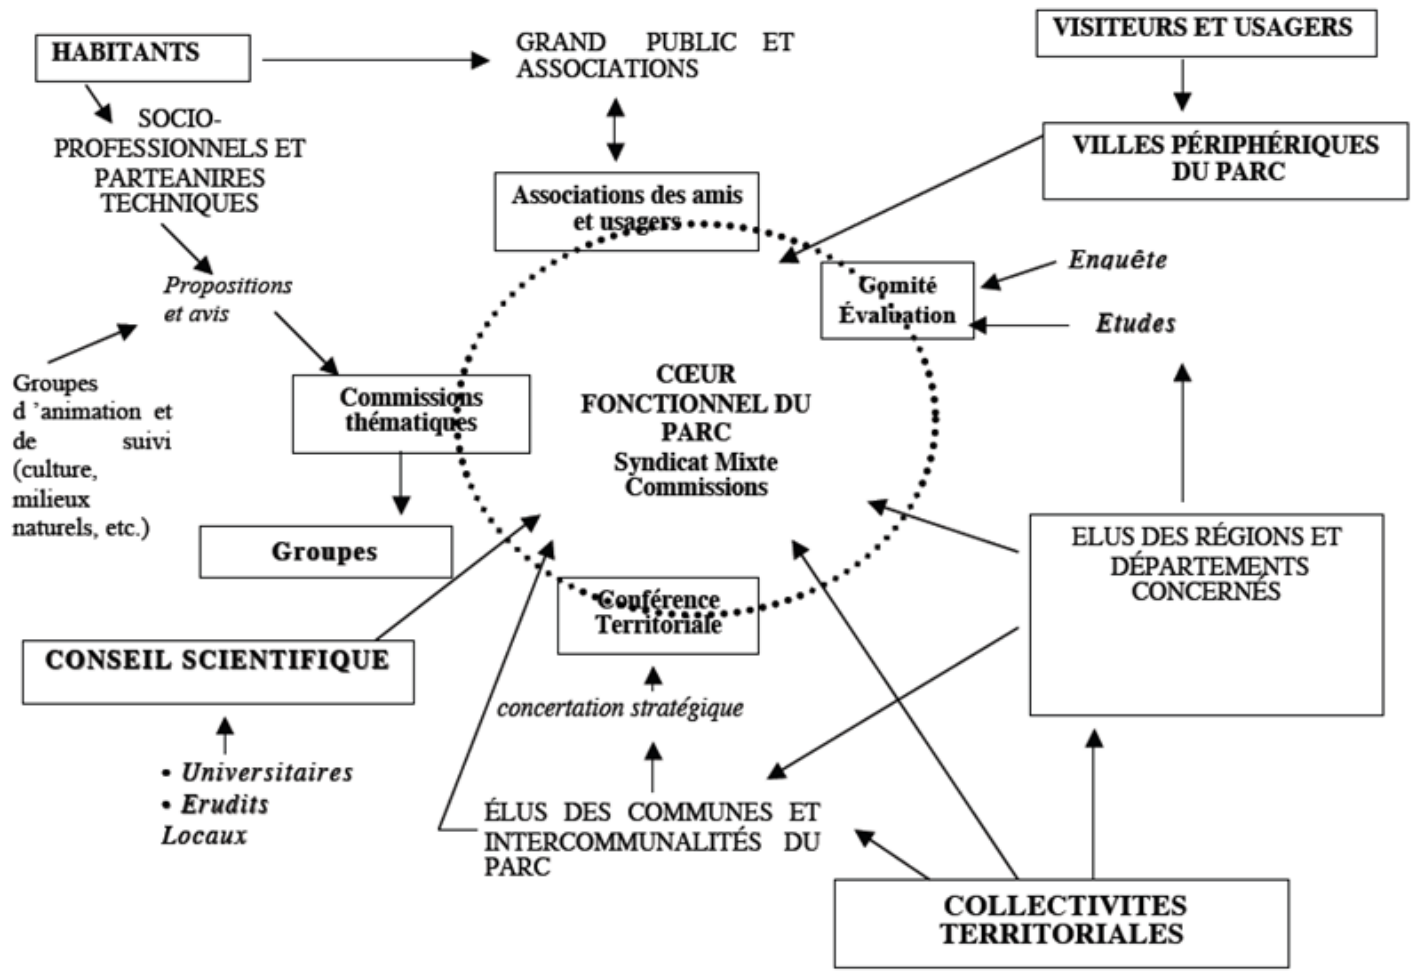 HABITANTS
GRAND PUBLIC ET
ASSOCIATIONS
VISITEURS ET USAGERS
SOCIO-
PROFESSIONNELS ET
PARTEANIRES
TECHNIQUES
VILLES PÉRIPHÉRIQUES
DU PARC
Associations des amis
et usagers
Propositions
et avis
Enquête
Gomité
Évaluation
Etudes
Groupes
d ’animation et
de suivi
(culture,
milieux
naturels, etc.)
Commissions
thématiques
CŒUR
FONCTIONNEL DU
PARC
Syndicat Mixte
Commissions
Groupes
ELUS DES RÉGIONS ET
DÉPARTEMENTS
CONCERNÉS
Conférence
Territoriale
CONSEIL SCIENTIFIQUE
concertation stratégique
• Universitaires
• Erudits
Locaux
ÉLUS DES COMMUNES ET
INTERCOMMUNALITÉS DU
PARC
COLLECTIVITES
TERRITORIALES